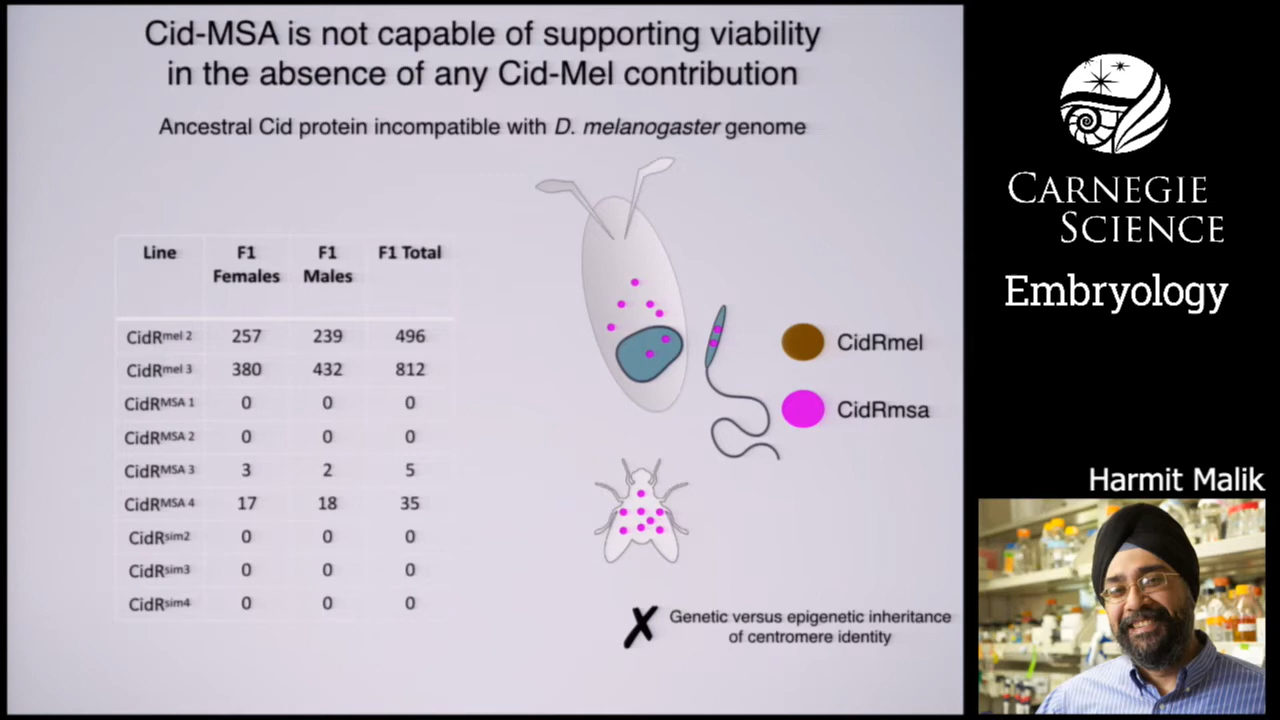 Cid-MSA is not capable of supporting viability
in the absence of any Cid-Mel contribution
Ancestral Cid protein incompatible with D. melanogaster genome
Line F1 Females F1 Males F1 Total
CidRmel 2 257 239 496
CidRmel 3 380 432 812
CidRMSA 1 0 0 0
CidRMSA 2 0 0 0
CidRMSA 3 3 2 5
CidRMSA 4 17 18 35
CidRsim2 0 0 0
CidRsim3 0 0 0
CidRsim4 0 0 0
CidRmel
CidRmsa
✗ Genetic versus epigenetic inheritance
of centromere identity
CARNEGIE
SCIENCE
Embryology
Harmit Malik